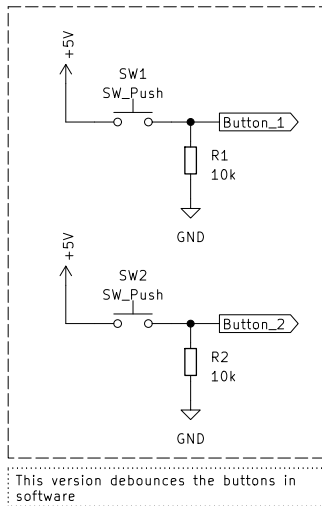 +5V
SW1
SW_Push
Button_1
R1
10k
GND
+5V
SW2
SW_Push
Button_2
R2
10k
GND
This version debounces the buttons in
software